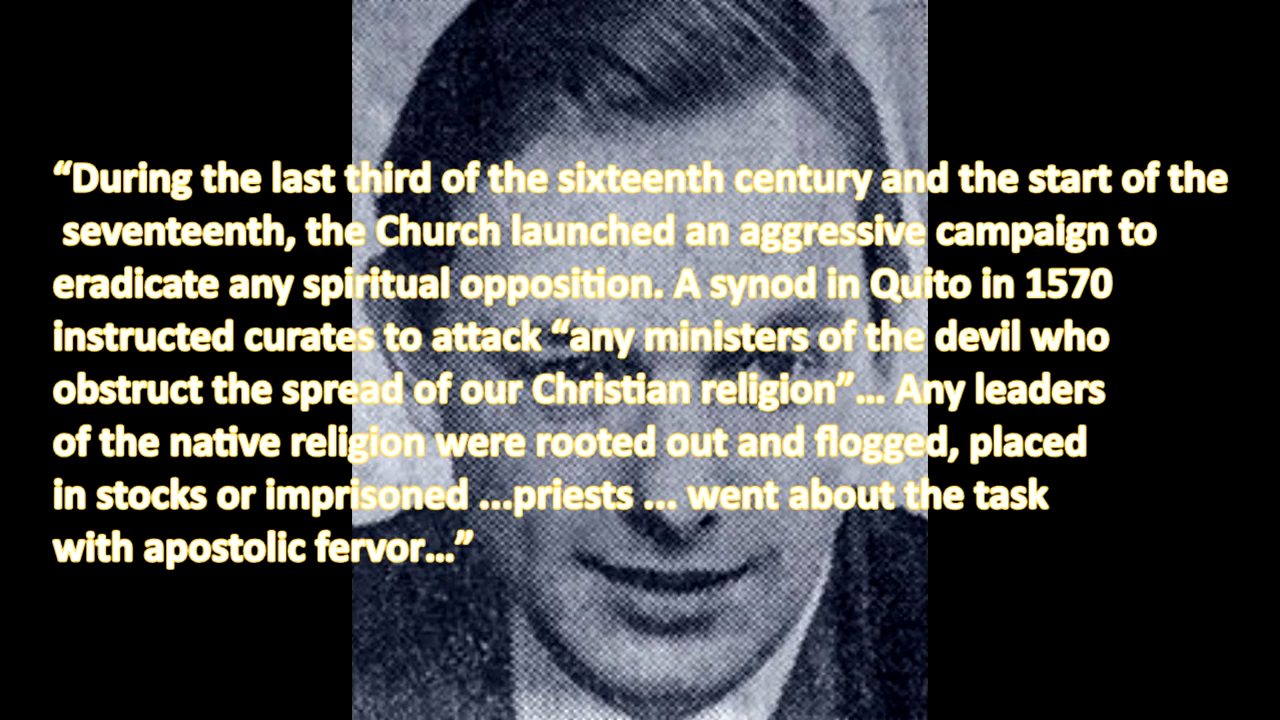 “During the last third of the sixteenth century and the start of the
seventeenth, the Church launched an aggressive campaign to
eradicate any spiritual opposition. A synod in Quito in 1570
instructed curates to attack “any ministers of the devil who
obstruct the spread of our Christian religion”... Any leaders
of the native religion were rooted out and flogged, placed
in stocks or imprisoned ...priests ... went about the task
with apostolic fervor...”